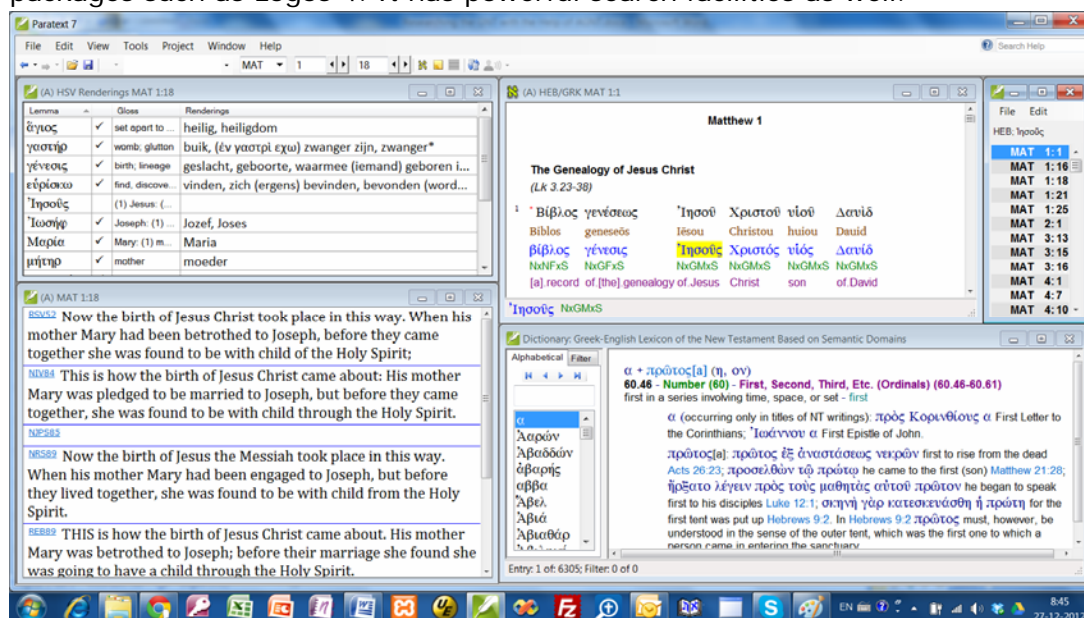 Paratext 7
File Edit View Tools Project Window Help
Search Help
MAT 1 18
(A) HSV Renderings MAT 1:18
Lemma Gloss Renderings
ἅγιος set apart to ... heilig, heiligdom
γαστήρ womb; glutton buik, (ἐν γαστρὶ εχω) zwanger zijn, zwanger*
γένεσις birth; lineage geslacht, geboorte, waarmee (iemand) geboren i...
εὑρίσκω find, discove... vinden, zich (ergens) bevinden, bevonden (word...
Ἰησοῦς (1) Jesus: (...
Ἰωσήφ Joseph: (1) ... Jozef, Joses
Μαρία Mary: (1) m... Maria
μήτηρ mother moeder
(A) MAT 1:18
RSV52 Now the birth of Jesus Christ took place in this way. When his
mother Mary had been betrothed to Joseph, before they came
together she was found to be with child of the Holy Spirit;
NIV84 This is how the birth of Jesus Christ came about: His mother
Mary was pledged to be married to Joseph, but before they came
together, she was found to be with child through the Holy Spirit.
NJPS85
NRS89 Now the birth of Jesus the Messiah took place in this way.
When his mother Mary had been engaged to Joseph, but before
they lived together, she was found to be with child from the Holy
Spirit.
REB89 THIS is how the birth of Jesus Christ came about. His mother
Mary was betrothed to Joseph; before their marriage she found she
was going to have a child through the Holy Spirit.
(A) HEB/GRK MAT 1:1
Matthew 1
The Genealogy of Jesus Christ
(Lk 3.23-38)
1 * Βίβλος γενέσεως Ἰησοῦ Χριστοῦ υἱοῦ Δαυὶδ
Biblos geneseōs Iēsou Christou huiou Dauid
βίβλος γένεσις Ἰησοῦς Χριστός υἱός Δαυίδ
NxNFxS NxGFxS NxGMxS NxGMxS NxGMxS NxGMxS
[a].record of.[the].genealogy of.Jesus Christ son of.David
Ἰησοῦς NxGMxS
File Edit
HEB: Ἰησοῦς
MAT 1:1
MAT 1:16
MAT 1:18
MAT 1:21
MAT 1:25
MAT 2:1
MAT 3:13
MAT 3:15
MAT 3:16
MAT 4:1
MAT 4:7
MAT 4:10
Dictionary: Greek-English Lexicon of the New Testament Based on Semantic Domains
Alphabetical Filter
α
Ἀαρών
Ἀβαδδών
ἀβαρής
αββα
Ἄβελ
Ἀβιά
Ἀβιαθάρ
α + πρῶτος[a] (η, ον)
60.46 - Number (60) - First, Second, Third, Etc. (Ordinals) (60.46-60.61)
first in a series involving time, space, or set - first
α (occurring only in titles of NT writings): πρὸς Κορινθίους α First Letter to
the Corinthians; Ἰωάννου α First Epistle of John.
πρῶτος[a]: πρῶτος ἐξ ἀναστάσεως νεκρῶν first to rise from the dead
Acts 26:23; προσελθὼν τῷ πρώτῳ he came to the first (son) Matthew 21:28;
ἤρξατο λέγειν πρὸς τοὺς μαθητὰς αὐτοῦ πρῶτον he began to speak
first to his disciples Luke 12:1; σκηνὴ γὰρ κατεσκευάσθη ἡ πρώτη for the
first tent was put up Hebrews 9.2. In Hebrews 9.2 πρῶτος must, however, be
understood in the sense of the outer tent, which was the first one to which a
person came in entering the sanctuary
Entry: 1 of: 6305; Filter: 0 of 0
EN 8:45